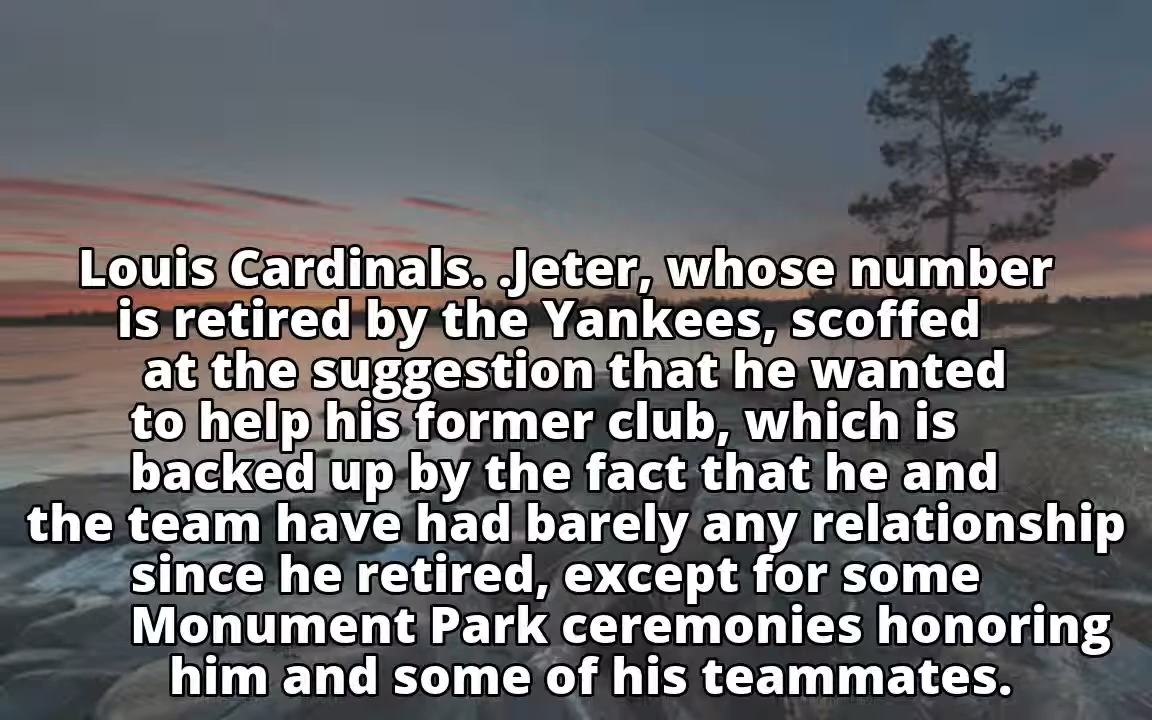 Louis Cardinals. .Jeter, whose number
is retired by the Yankees, scoffed
at the suggestion that he wanted
to help his former club, which is
backed up by the fact that he and
the team have had barely any relationship
since he retired, except for some
Monument Park ceremonies honoring
him and some of his teammates.